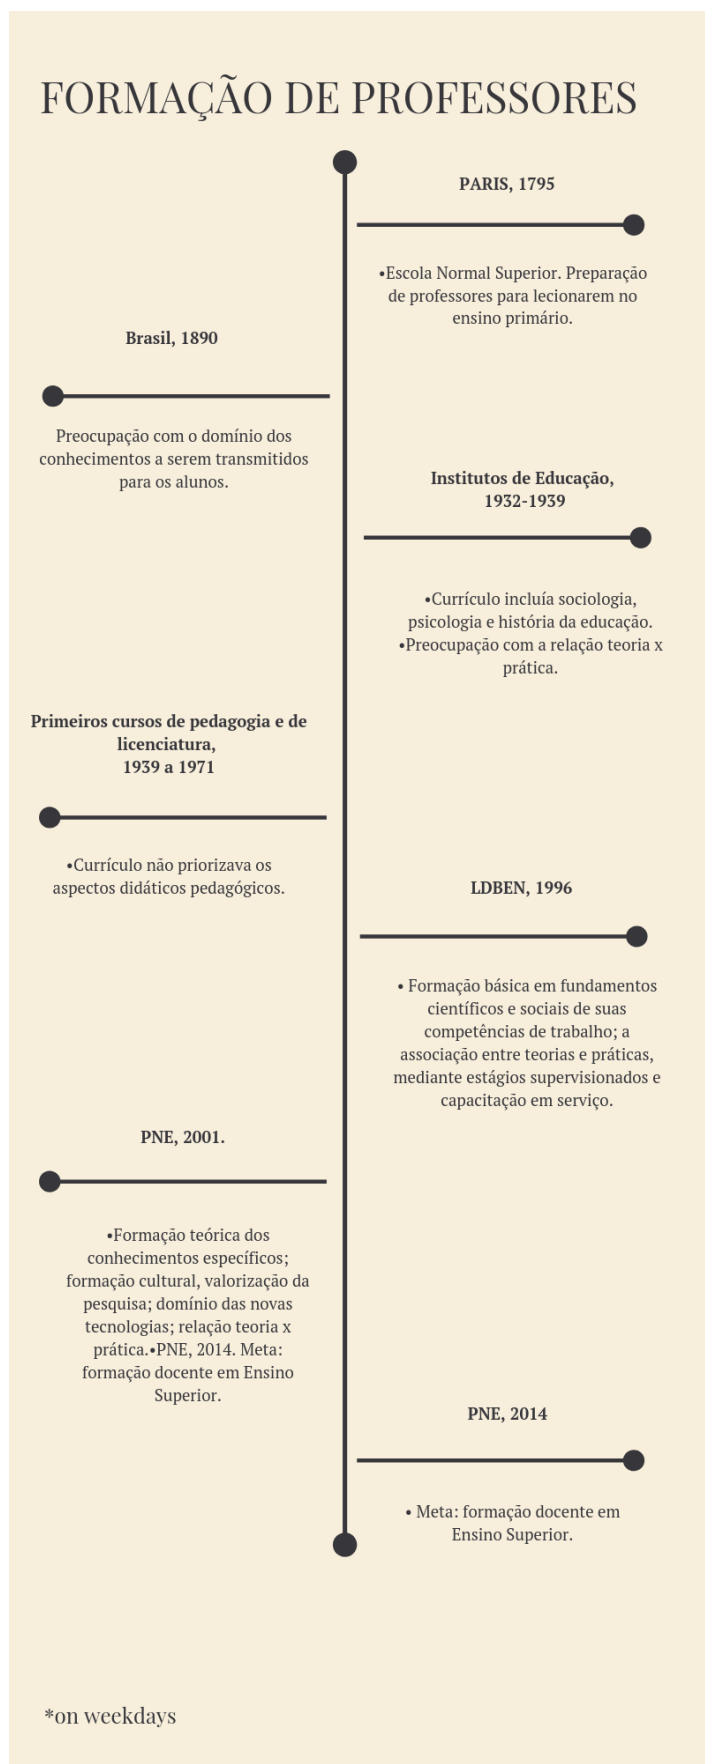 FORMAÇÃO DE PROFESSORES
PARIS, 1795
•Escola Normal Superior. Preparação
de professores para lecionarem no
ensino primário.
Brasil, 1890
Preocupação com o domínio dos
conhecimentos a serem transmitidos
para os alunos.
Institutos de Educação,
1932-1939
•Currículo incluía sociologia,
psicologia e história da educação.
•Preocupação com a relação teoria x
prática.
Primeiros cursos de pedagogia e de
licenciatura,
1939 a 1971
•Currículo não priorizava os
aspectos didáticos pedagógicos.
LDBEN, 1996
• Formação básica em fundamentos
científicos e sociais de suas
competências de trabalho; a
associação entre teorias e práticas,
mediante estágios supervisionados e
capacitação em serviço.
PNE, 2001.
•Formação teórica dos
conhecimentos específicos;
formação cultural, valorização da
pesquisa; domínio das novas
tecnologias; relação teoria x
prática.•PNE, 2014. Meta:
formação docente em Ensino
Superior.
PNE, 2014
• Meta: formação docente em
Ensino Superior.
*on weekdays